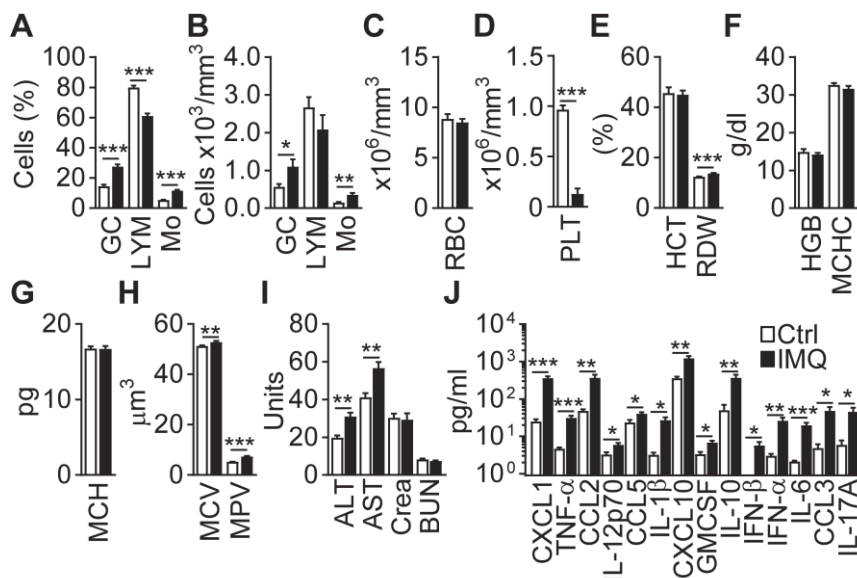 A
Cells (%)
100
80
60
40
20
0
***
***
***
GC
LYM
Mo
B
Cells x10³/mm³
4.0
3.0
2.0
1.0
0.0
*
**
GC
LYM
Mo
C
x10⁶/mm³
15
10
5
0
RBC
D
x10⁶/mm³
1.5
1.0
0.5
0
***
PLT
E
(%)
60
40
20
0
***
HCT
RDW
F
g/dl
40
30
20
10
0
HGB
MCHC
G
pg
20
10
0
MCH
H
μm³
60
40
20
0
**
***
MCV
MPV
I
Units
80
60
40
20
0
**
**
ALT
AST
Crea
BUN
J
pg/ml
10⁴
10³
10²
10¹
10⁰
Ctrl
IMQ
***
***
**
*
*
*
**
*
**
*
**
***
*
*
CXCL1
TNF-α
CCL2
L-12p70
CCL5
IL-1β
CXCL10
GMCSF
IL-10
IFN-β
IFN-α
IL-6
CCL3
IL-17A